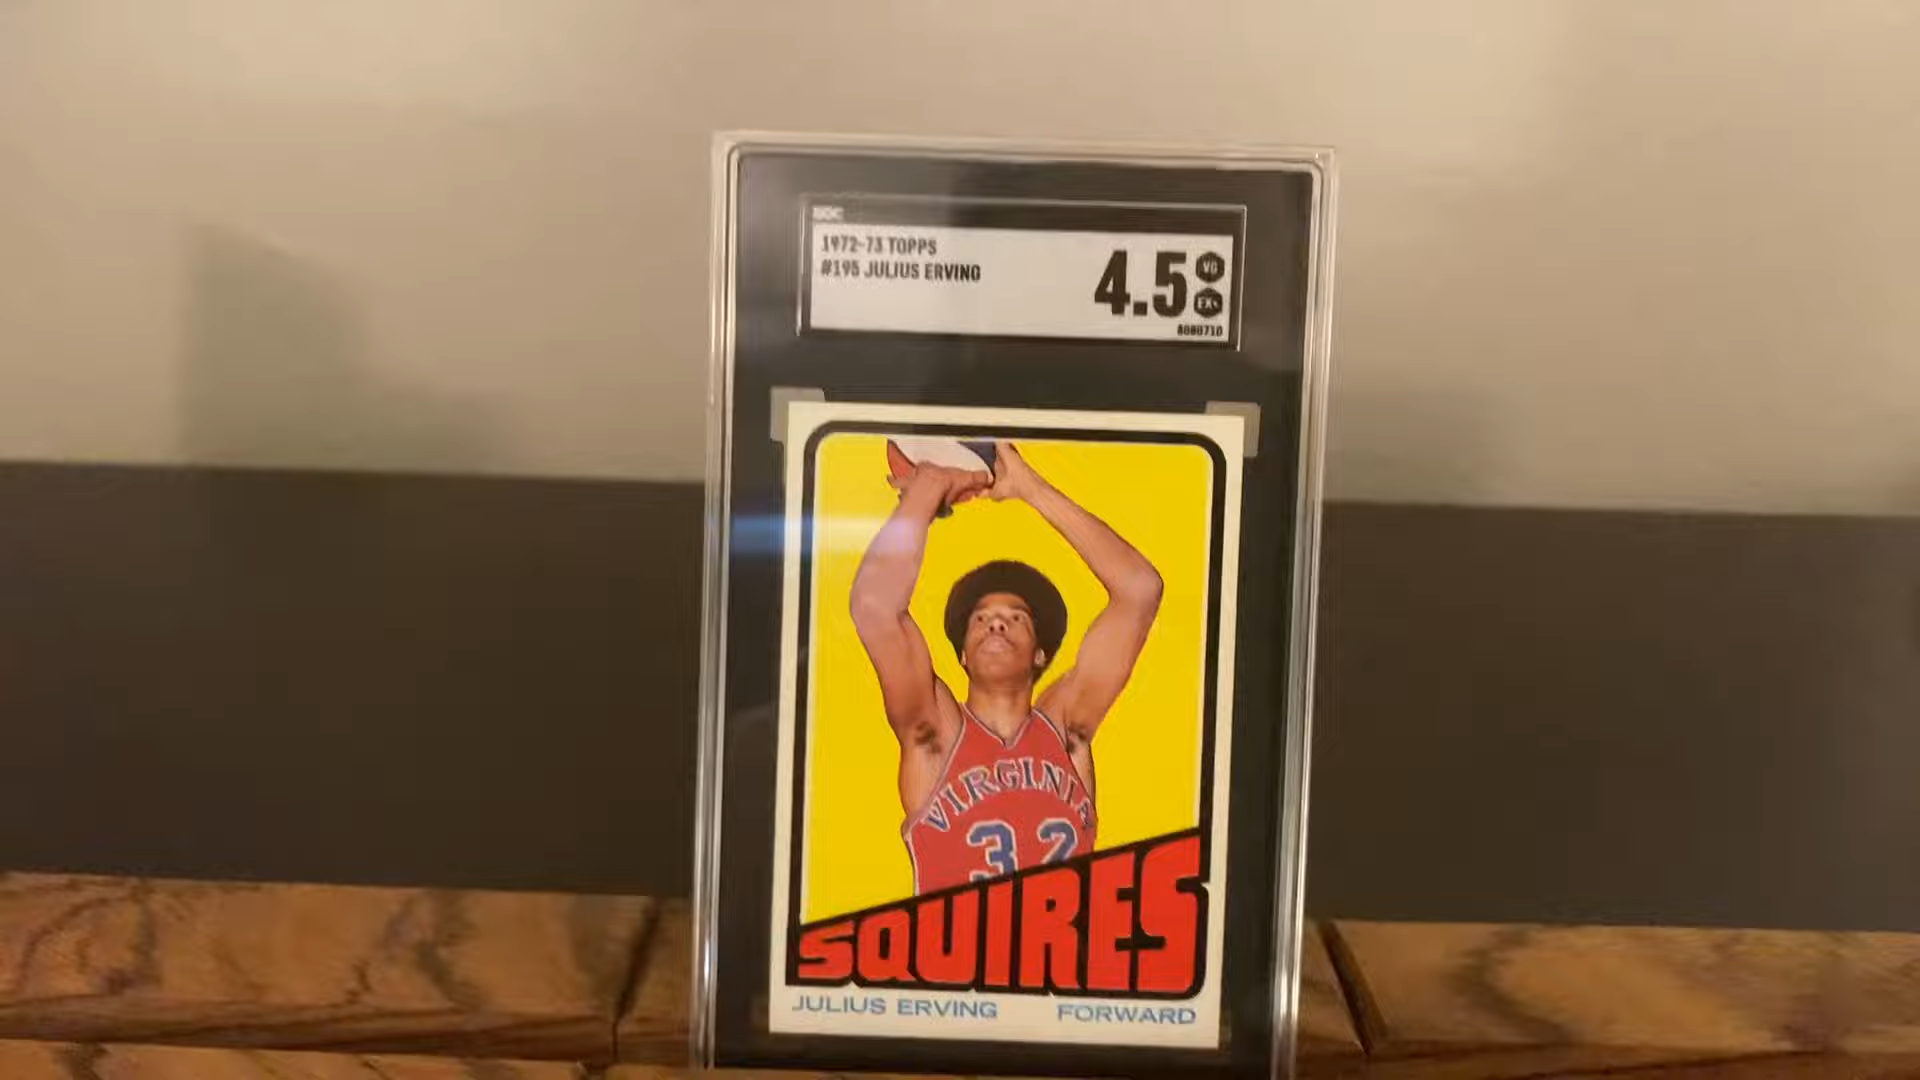 SGC
1972-73 TOPPS
#195 JULIUS ERVING
4.5
VG
EX+
8080710
VIRGINIA
32
SQUIRES
JULIUS ERVING FORWARD